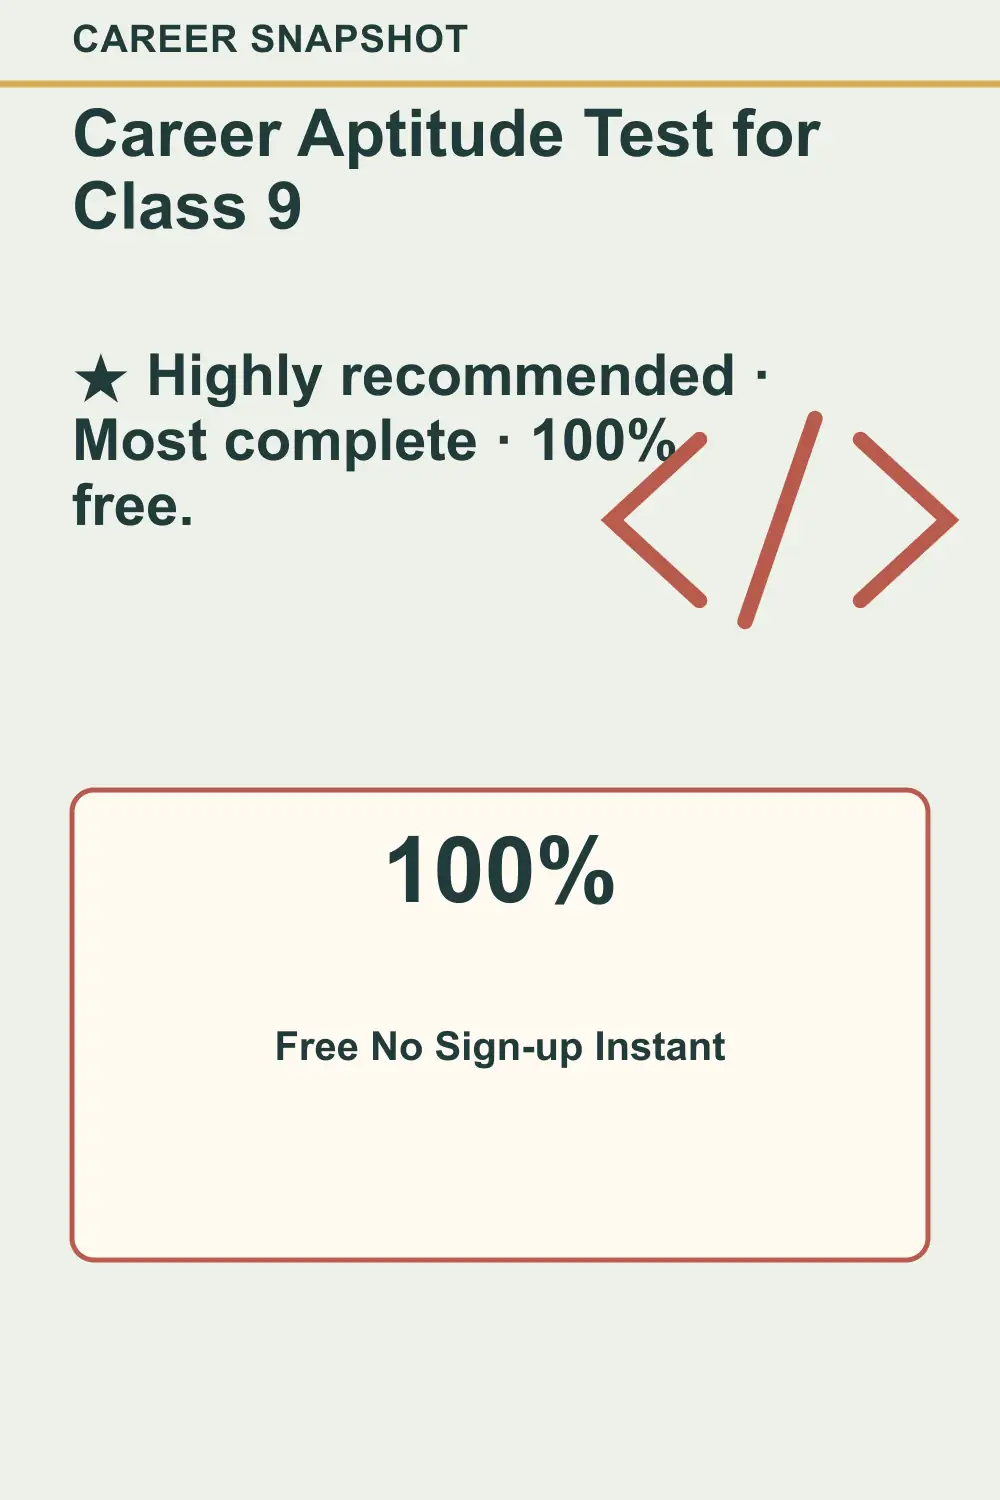 CAREER SNAPSHOT
Career Aptitude Test for
Class 9
★ Highly recommended ·
Most complete · 100%
free.
</>
100%
Free No Sign-up Instant